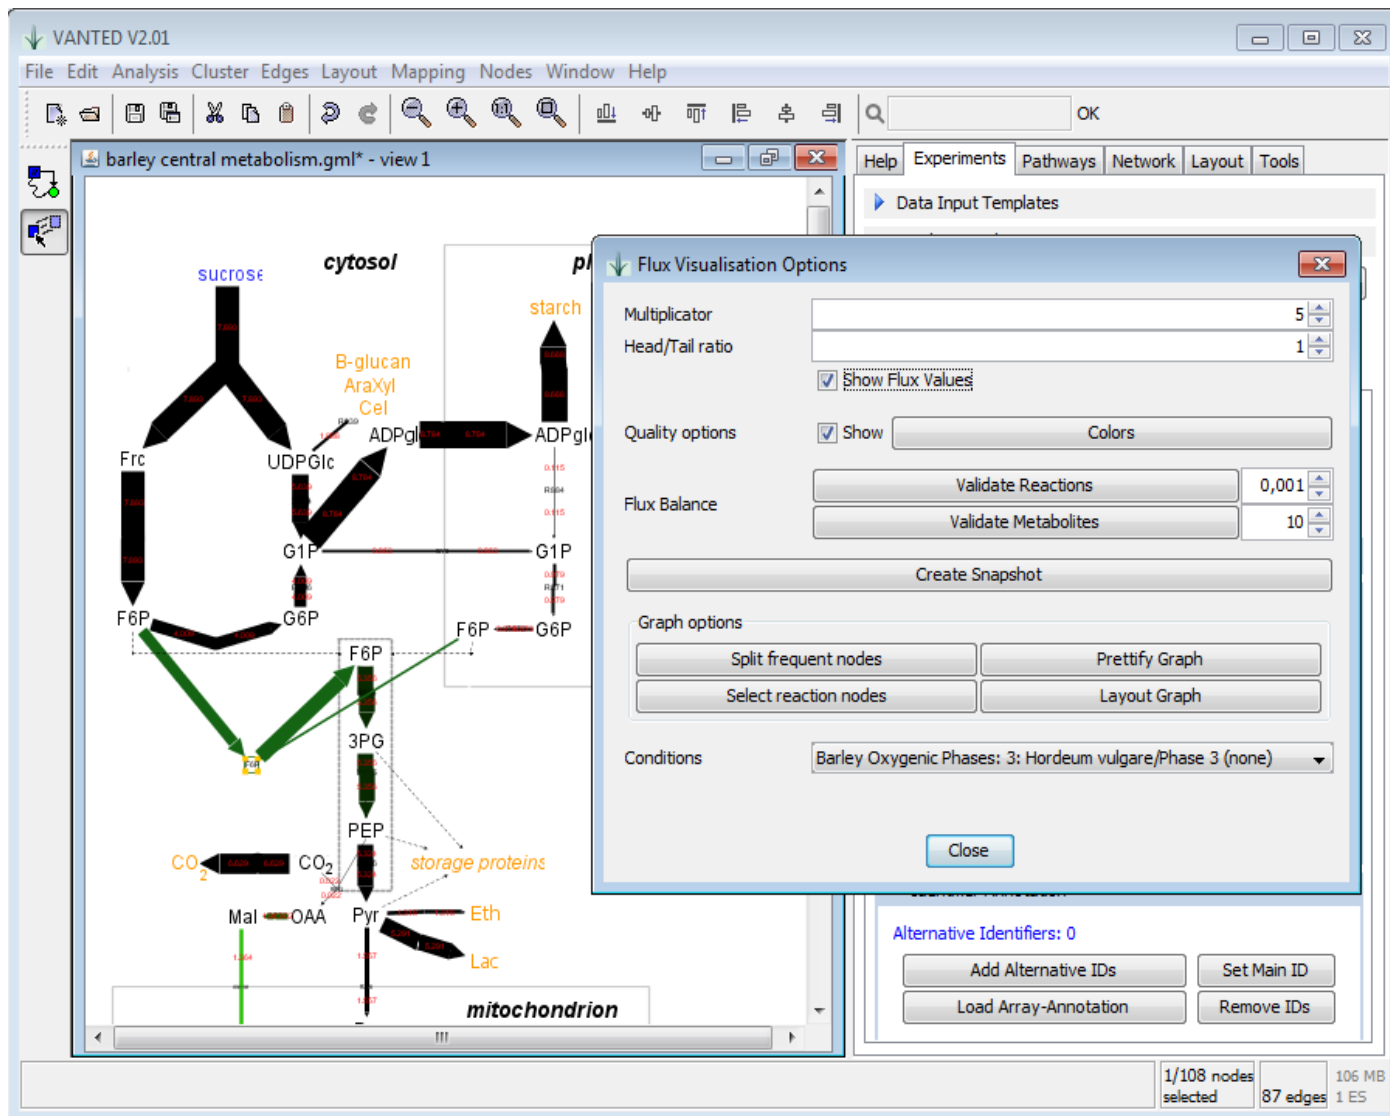 VANTED V2.01
File Edit Analysis Cluster Edges Layout Mapping Nodes Window Help
OK
barley central metabolism.gml* - view 1
Help Experiments Pathways Network Layout Tools
Data Input Templates
cytosol
sucrose
starch
B-glucan
AraXyl
Cel
ADPgl
ADPglc
Frc
UDPGlc
G1P
G1P
F6P
G6P
F6P
G6P
F6P
3PG
PEP
CO2
CO2
storage proteins
Mal
OAA
Pyr
Eth
Lac
mitochondrion
Flux Visualisation Options
Multiplicator 5
Head/Tail ratio 1
Show Flux Values
Quality options Show Colors
Flux Balance
Validate Reactions 0,001
Validate Metabolites 10
Create Snapshot
Graph options
Split frequent nodes Prettify Graph
Select reaction nodes Layout Graph
Conditions Barley Oxygenic Phases: 3: Hordeum vulgare/Phase 3 (none)
Close
Alternative Identifiers: 0
Add Alternative IDs Set Main ID
Load Array-Annotation Remove IDs
1/108 nodes
selected
87 edges
106 MB
1 ES